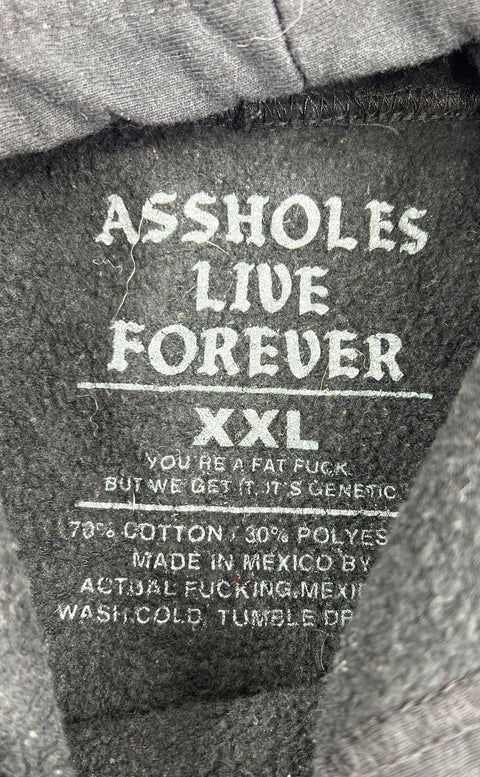 ASSHOLES
LIVE
FOREVER
XXL
YOU'RE A FAT FUCK.
BUT WE GET IT. IT'S GENETIC
70% COTTON / 30% POLYES
MADE IN MEXICO BY
ACTUAL FUCKING MEXI
WASH COLD, TUMBLE DR